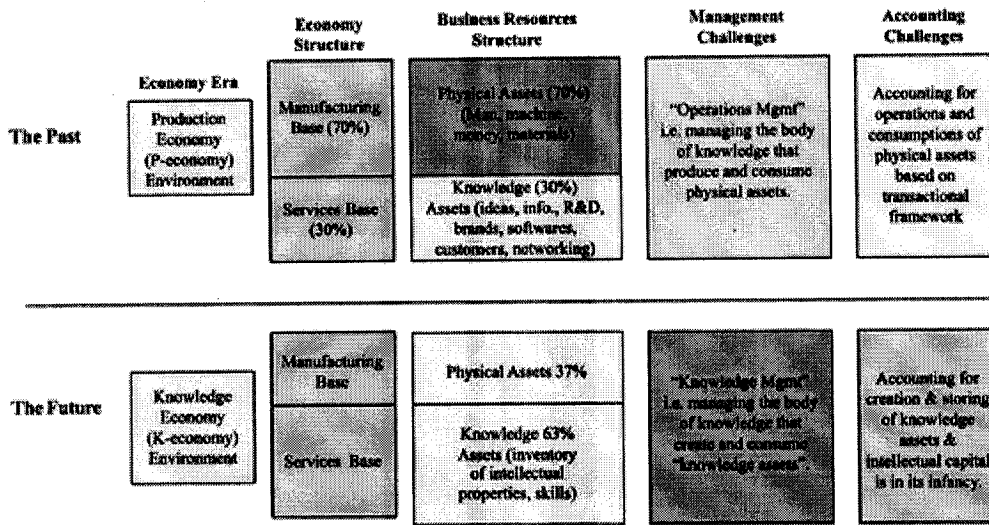 Economy
Structure
Business Resources
Structure
Management
Challenges
Accounting
Challenges
Economy Era
The Past
Production
Economy
(P-economy)
Environment
Manufacturing
Base (70%)
Services Base
(30%)
Physical Assets (70%)
(Man, machine,
money, materials)
Knowledge (30%)
Assets (ideas, info., R&D,
brands, softwares,
customers, networking)
"Operations Mgmt"
i.e. managing the body
of knowledge that
produce and consume
physical assets.
Accounting for
operations and
consumptions of
physical assets
based on
transactional
framework
The Future
Knowledge
Economy
(K-economy)
Environment
Manufacturing
Base
Services Base
Physical Assets 37%
Knowledge 63%
Assets (inventory
of intellectual
properties, skills)
"Knowledge Mgmt"
i.e. managing the body
of knowledge that
create and consume
"knowledge assets".
Accounting for
creation & storing
of knowledge
assets &
intellectual capital
is in its infancy.